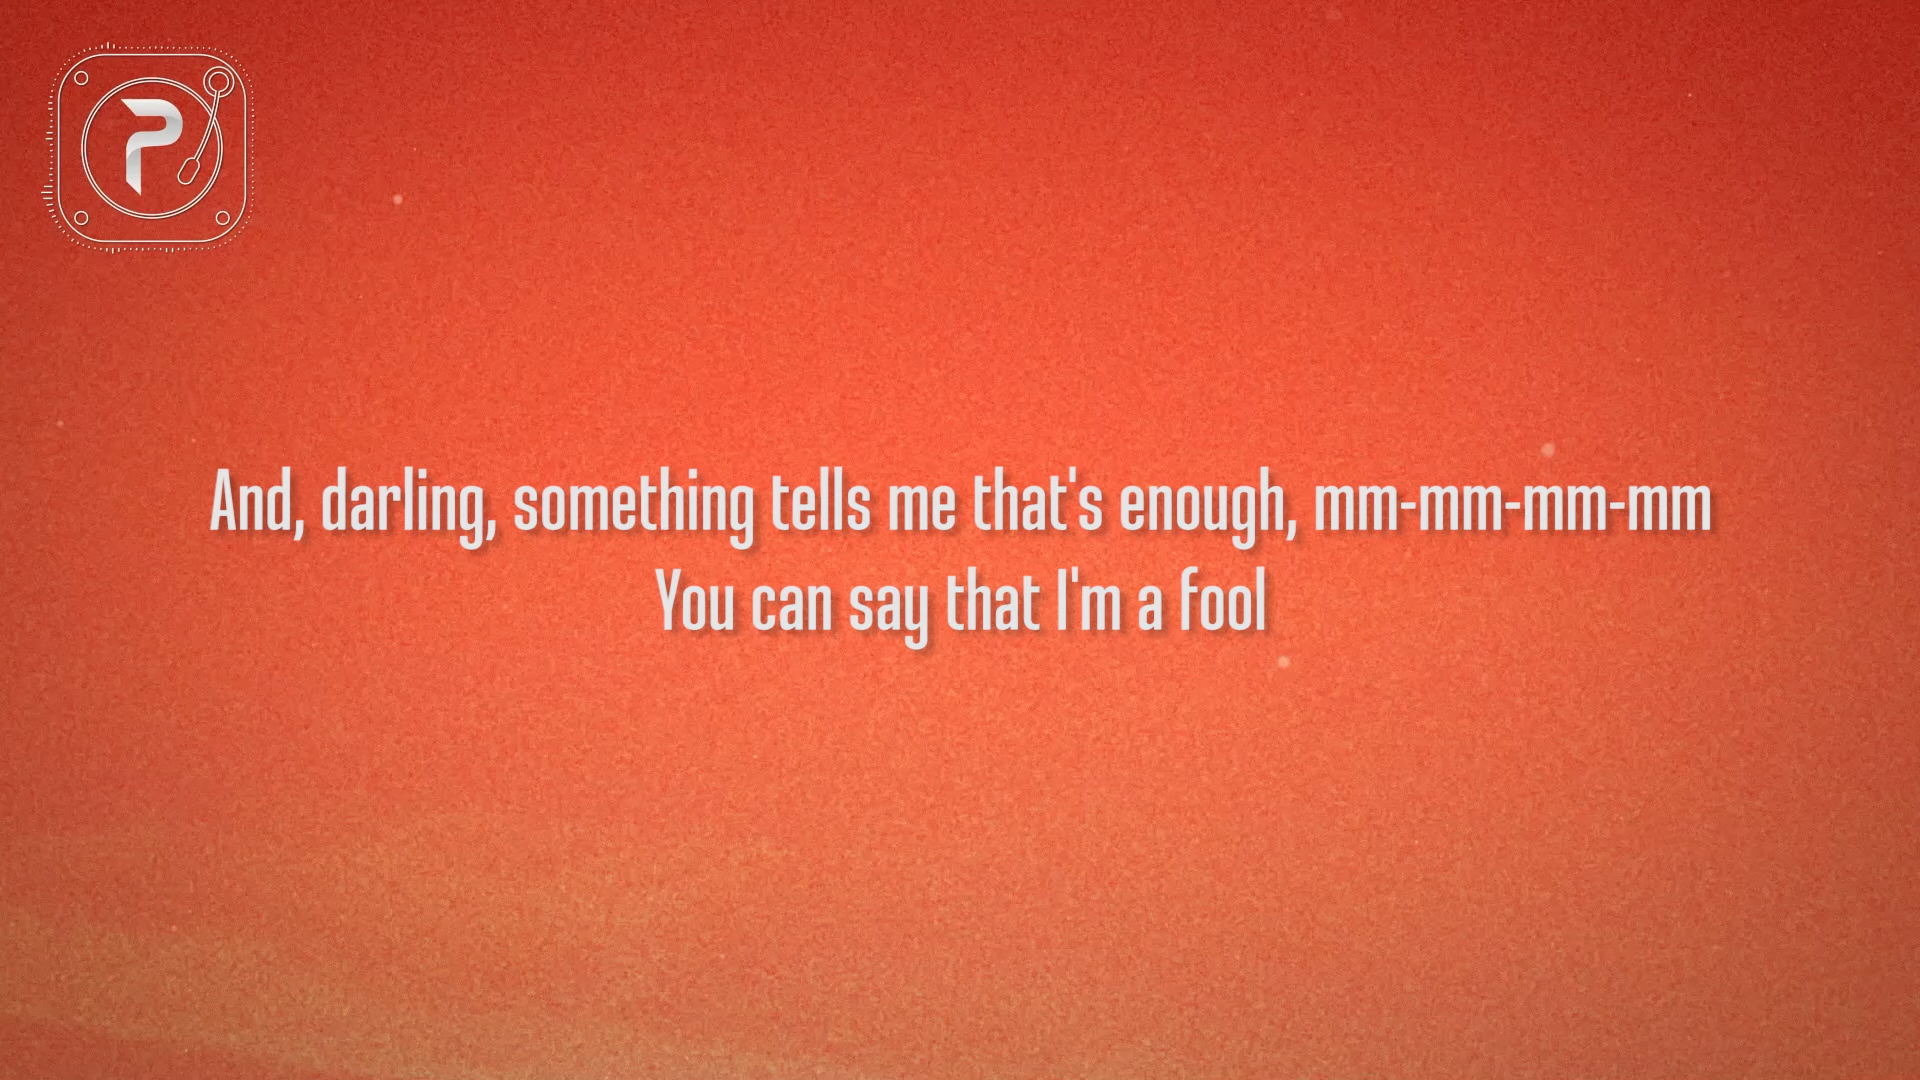 P
And, darling, something tells me that's enough, mm-mm-mm-mm
You can say that I'm a fool